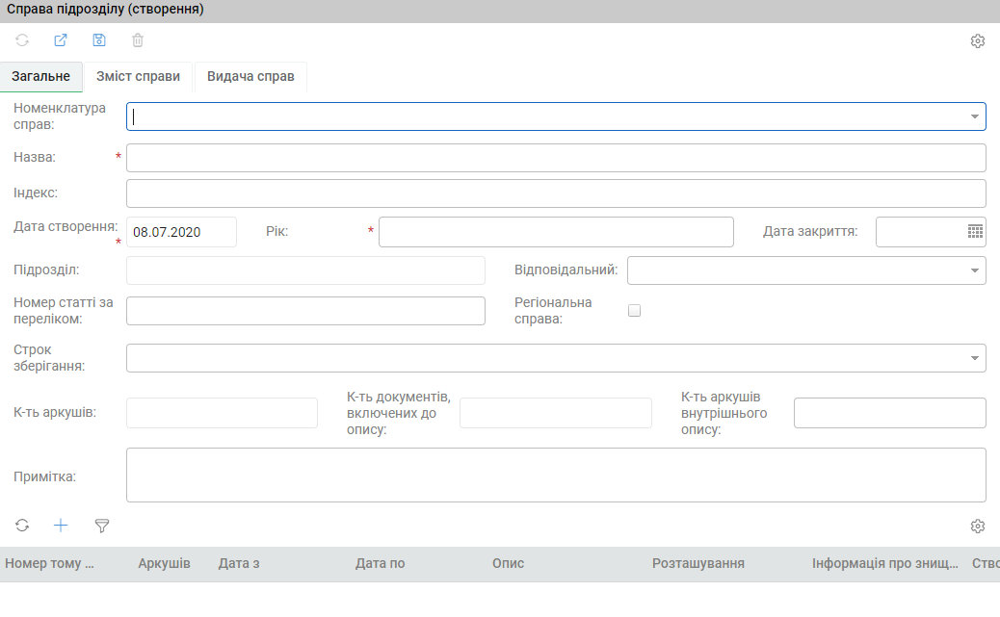 Справа підрозділу (створення)
Загальне Зміст справи Видача справ
Номенклатура
справ:
Назва: *
Індекс:
Дата створення: * 08.07.2020 Рік: * Дата закриття:
Підрозділ: Відповідальний:
Номер статті за
переліком:
Регіональна
справа:
Строк
зберігання:
К-ть аркушів:
К-ть документів,
включених до
опису:
К-ть аркушів
внутрішнього
опису:
Примітка:
Номер тому ... Аркушів Дата з Дата по Опис Розташування Інформація про знищ... Ство